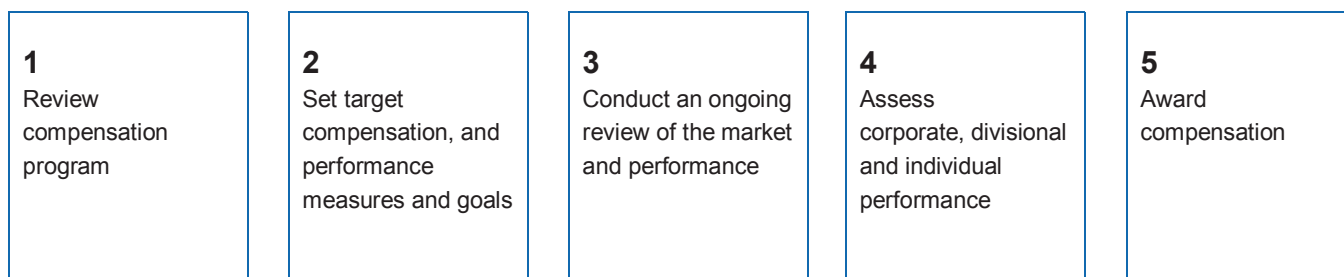 1
Review
compensation
program
2
Set target
compensation, and
performance
measures and goals
3
Conduct an ongoing
review of the market
and performance
4
Assess
corporate, divisional
and individual
performance
5
Award
compensation